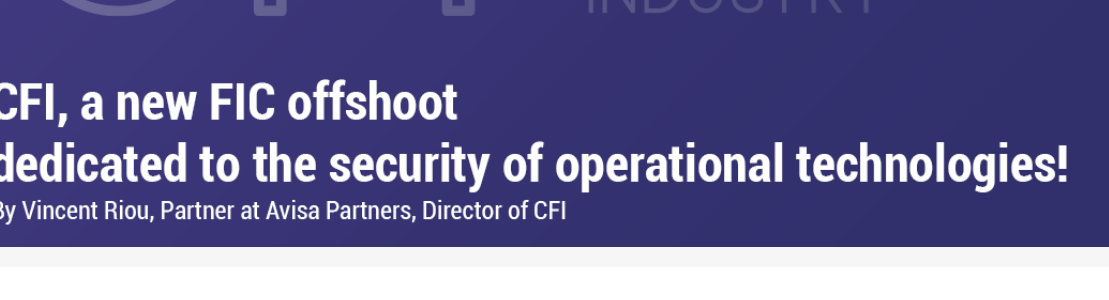 INDUSTRY
CFI, a new FIC offshoot
dedicated to the security of operational technologies!
By Vincent Riou, Partner at Avisa Partners, Director of CFI